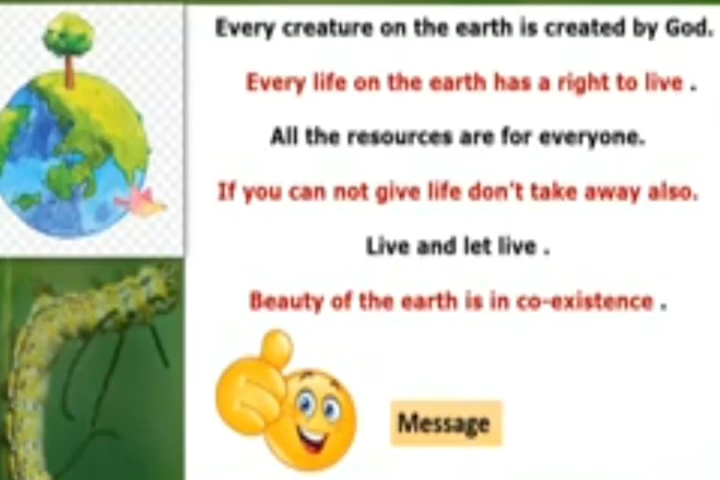 Every creature on the earth is created by God.
Every life on the earth has a right to live .
All the resources are for everyone.
If you can not give life don't take away also.
Live and let live .
Beauty of the earth is in co-existence .
Message